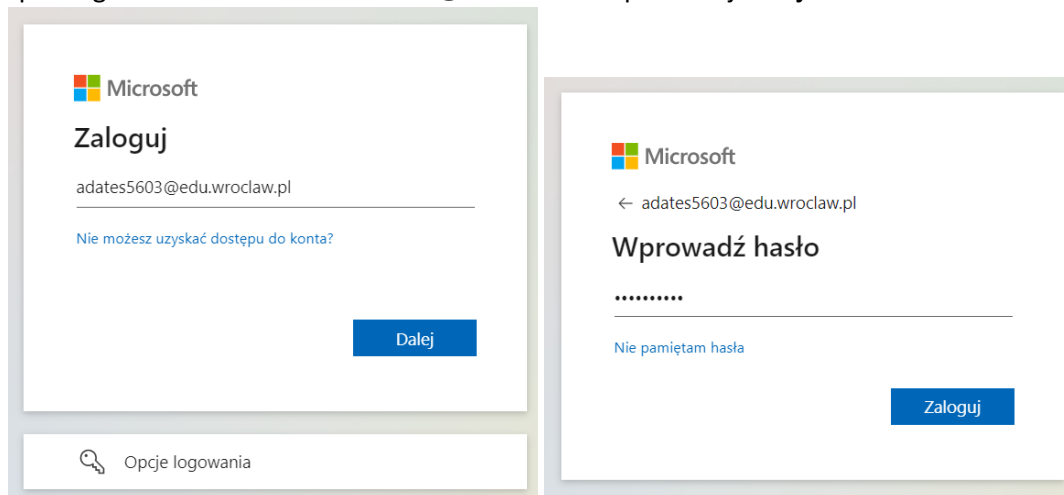 Microsoft
Zaloguj
adates5603@edu.wroclaw.pl
Nie możesz uzyskać dostępu do konta?
Dalej
Opcje logowania
Microsoft
← adates5603@edu.wroclaw.pl
Wprowadź hasło
••••••••••
Nie pamiętam hasła
Zaloguj